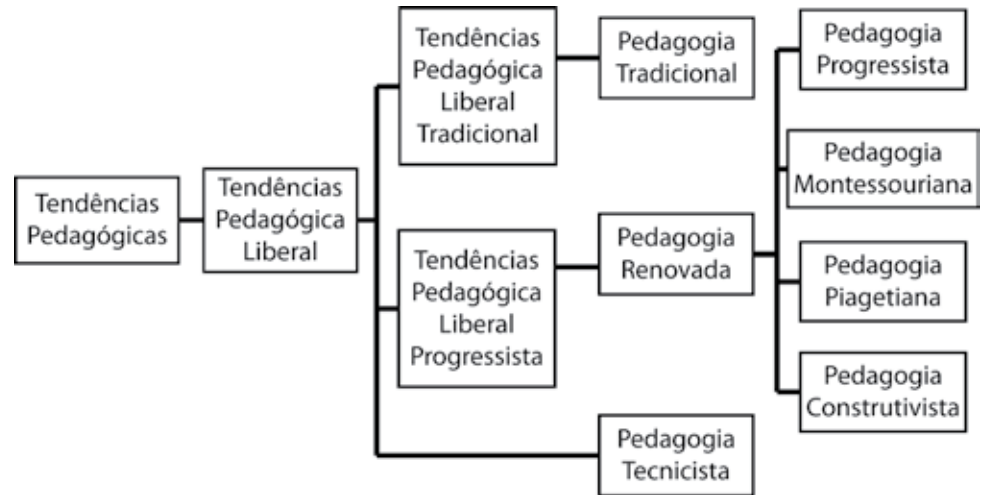 Tendências
Pedagógicas
Tendências
Pedagógica
Liberal
Tendências
Pedagógica
Liberal
Tradicional
Pedagogia
Tradicional
Tendências
Pedagógica
Liberal
Progressista
Pedagogia
Renovada
Pedagogia
Progressista
Pedagogia
Montessouriana
Pedagogia
Piagetiana
Pedagogia
Construtivista
Pedagogia
Tecnicista